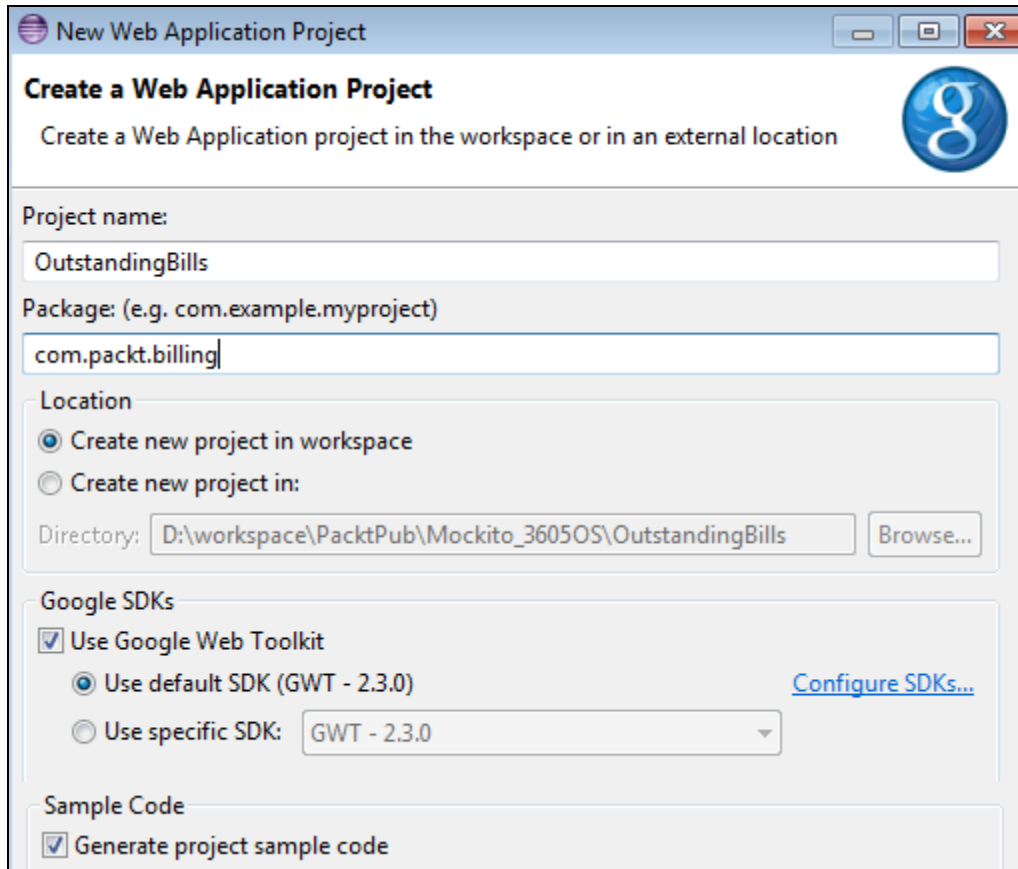 New Web Application Project
Create a Web Application Project
Create a Web Application project in the workspace or in an external location
g
Project name:
OutstandingBills
Package: (e.g. com.example.myproject)
com.packt.billing
Location
Create new project in workspace
Create new project in:
Directory: D:\workspace\PacktPub\Mockito_3605OS\OutstandingBills Browse...
Google SDKs
Use Google Web Toolkit
Use default SDK (GWT - 2.3.0) Configure SDKs...
Use specific SDK: GWT - 2.3.0
Sample Code
Generate project sample code